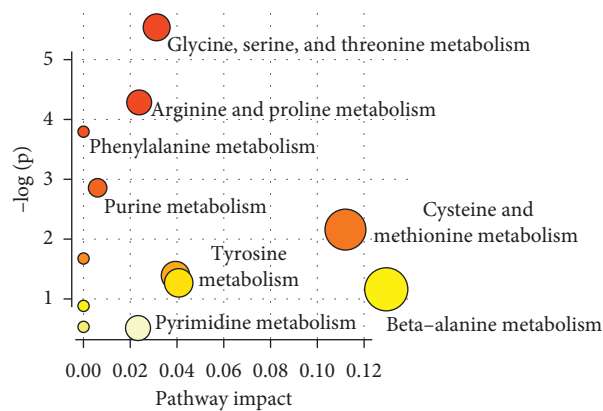 Glycine, serine, and threonine metabolism
5
Arginine and proline metabolism
4
Phenylalanine metabolism
3
Purine metabolism
Cysteine and
methionine metabolism
2
Tyrosine
metabolism
1
Pyrimidine metabolism
Beta–alanine metabolism
–log (p)
0.00 0.02 0.04 0.06 0.08 0.10 0.12
Pathway impact